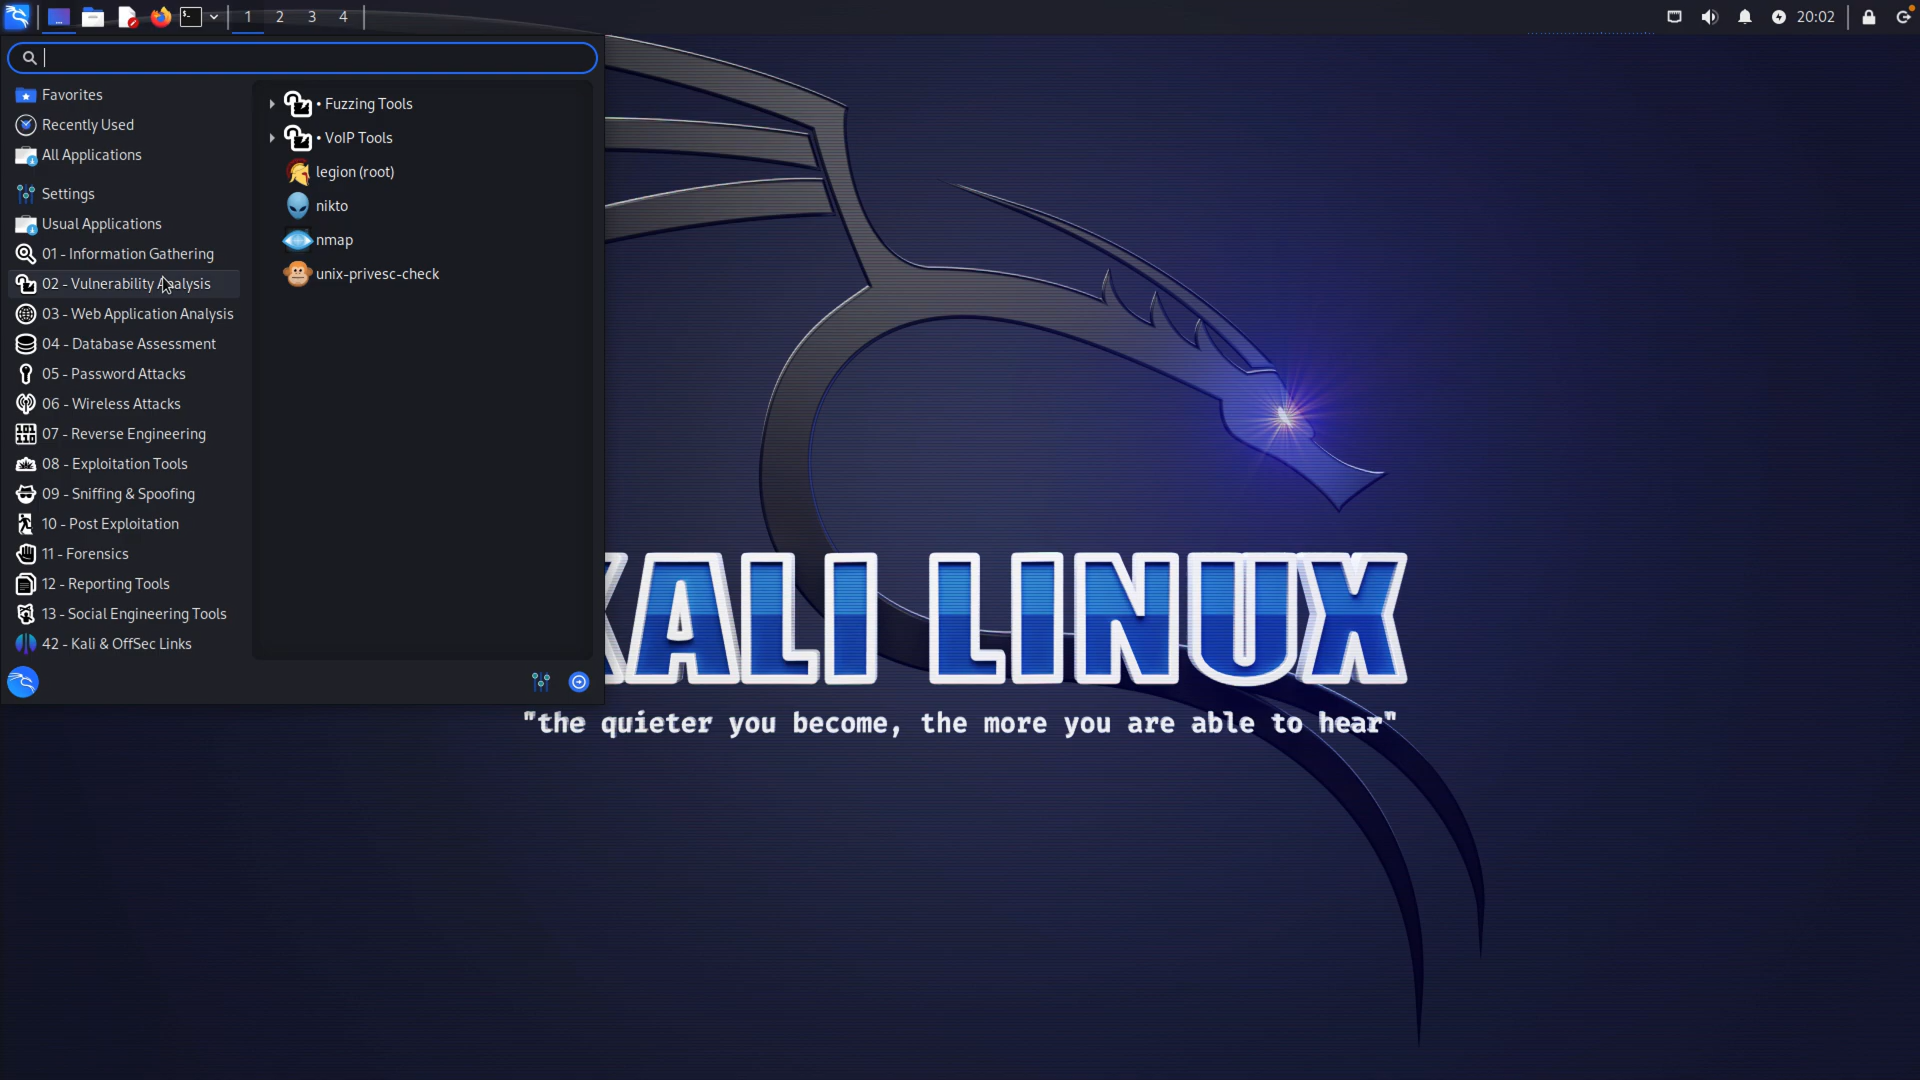 1 2 3 4
20:02
Favorites
Recently Used
All Applications
Settings
Usual Applications
01 - Information Gathering
02 - Vulnerability Analysis
03 - Web Application Analysis
04 - Database Assessment
05 - Password Attacks
06 - Wireless Attacks
07 - Reverse Engineering
08 - Exploitation Tools
09 - Sniffing & Spoofing
10 - Post Exploitation
11 - Forensics
12 - Reporting Tools
13 - Social Engineering Tools
42 - Kali & OffSec Links
• Fuzzing Tools
• VoIP Tools
legion (root)
nikto
nmap
unix-privesc-check
KALI LINUX
"the quieter you become, the more you are able to hear"